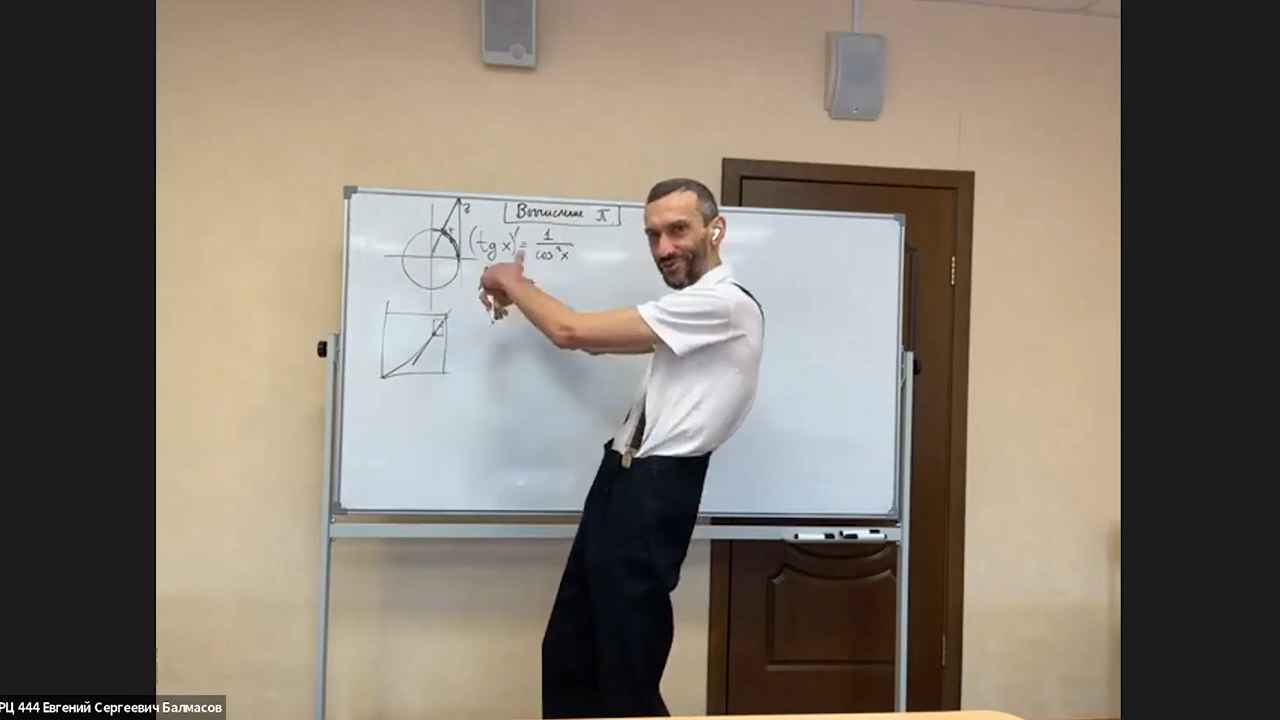 Вычисление π
(tg x)' = 1/cos²x
РЦ 444 Евгений Сергеевич Балмасов